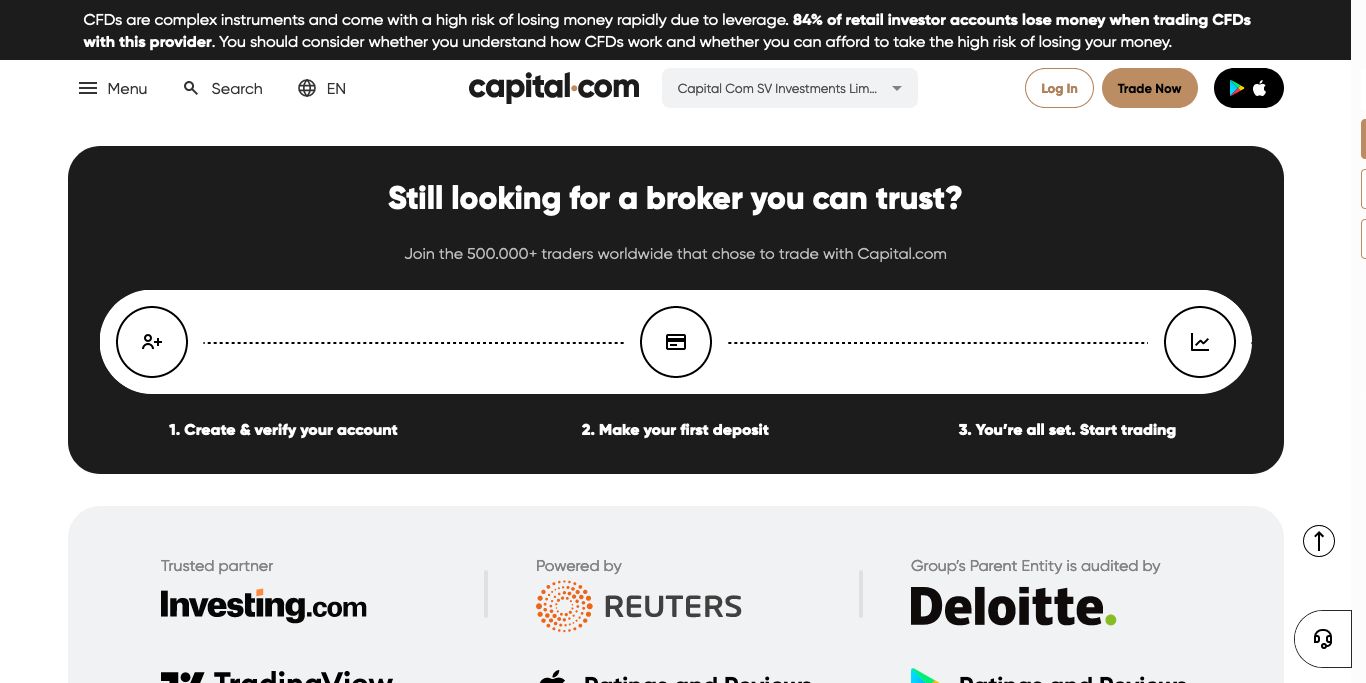 CFDs are complex instruments and come with a high risk of losing money rapidly due to leverage. 84% of retail investor accounts lose money when trading CFDs
with this provider. You should consider whether you understand how CFDs work and whether you can afford to take the high risk of losing your money.
Menu
Search
EN
capital.com
Capital Com SV Investments Lim...
Log In
Trade Now
Still looking for a broker you can trust?
Join the 500.000+ traders worldwide that chose to trade with Capital.com
1. Create & verify your account
2. Make your first deposit
3. You're all set. Start trading
Trusted partner
Investing.com
Powered by
REUTERS
Group's Parent Entity is audited by
Deloitte.
TradingView
Ratings and Reviews
Ratings and Reviews